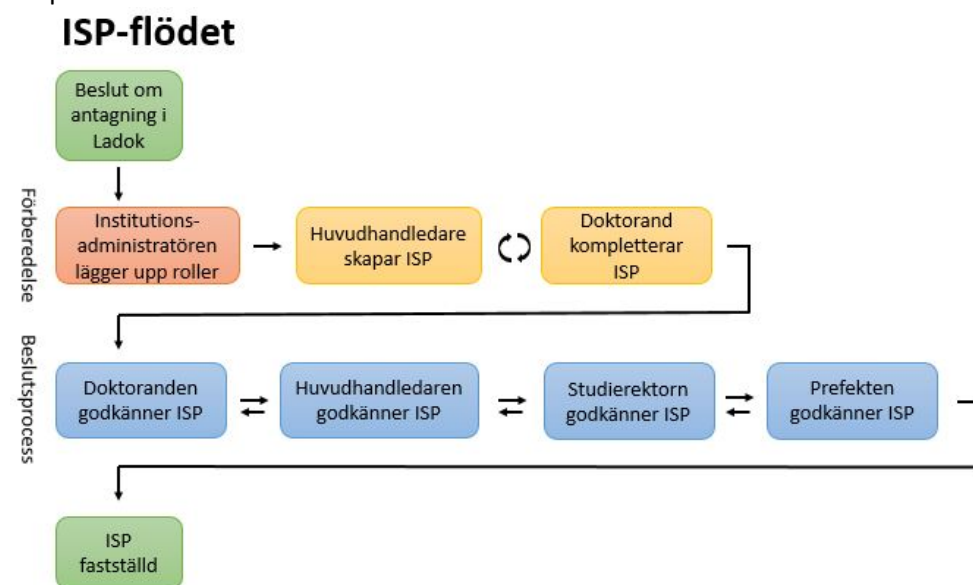 ISP-flödet
Beslut om
antagning i
Ladok
Förberedelse
Institutions-
administratören
lägger upp roller
Huvudhandledare
skapar ISP
Doktorand
kompletterar
ISP
Beslutsprocess
Doktoranden
godkänner ISP
Huvudhandledaren
godkänner ISP
Studierektorn
godkänner ISP
Prefekten
godkänner ISP
ISP
fastställd